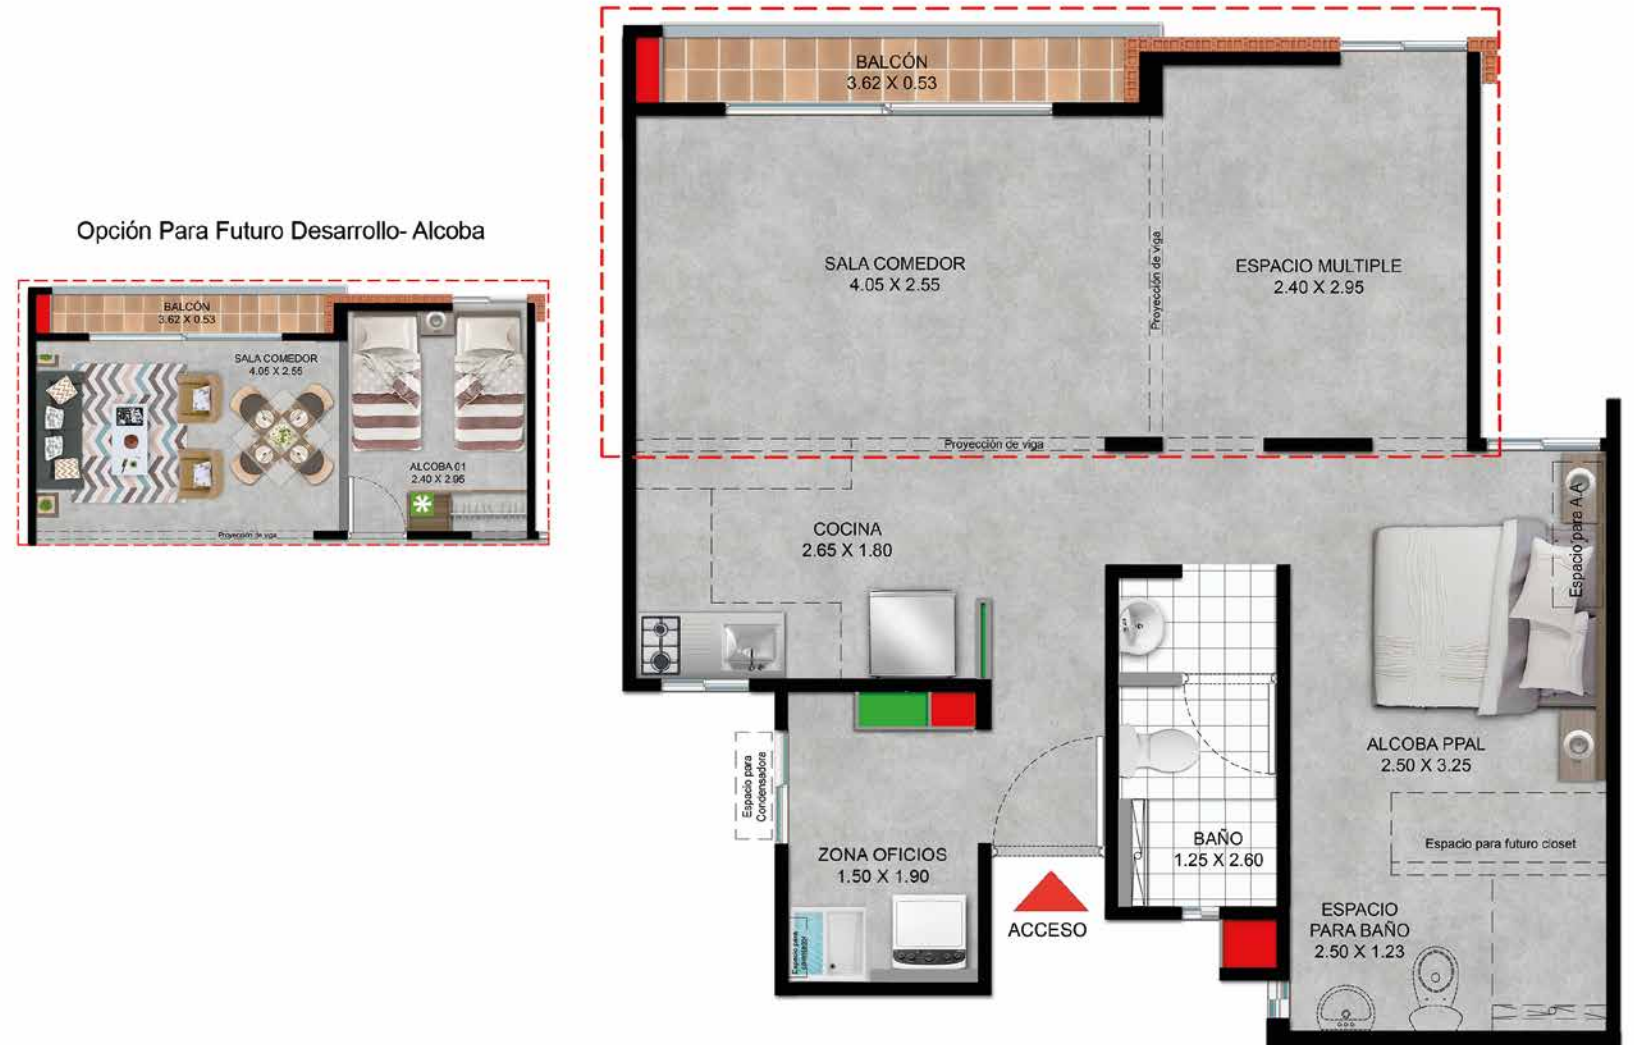 Opción Para Futuro Desarrollo- Alcoba
BALCÓN
3.62 X 0.53
SALA COMEDOR
4.05 X 2.55
ALCOBA 01
2.40 X 2.95
Proyección de viga
BALCÓN
3.62 X 0.53
SALA COMEDOR
4.05 X 2.55
Proyección de viga
ESPACIO MULTIPLE
2.40 X 2.95
Proyección de viga
COCINA
2.65 X 1.80
Espacio para A.A
ALCOBA PPAL
2.50 X 3.25
Espacio para
Condensadora
ZONA OFICIOS
1.50 X 1.90
Espacio para
ACCESO
BAÑO
1.25 X 2.60
Espacio para futuro closet
ESPACIO
PARA BAÑO
2.50 X 1.23